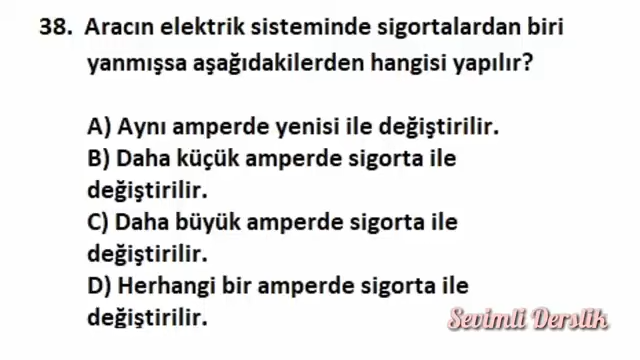 38. Aracın elektrik sisteminde sigortalardan biri
yanmışsa aşağıdakilerden hangisi yapılır?
A) Aynı amperde yenisi ile değiştirilir.
B) Daha küçük amperde sigorta ile
değiştirilir.
C) Daha büyük amperde sigorta ile
değiştirilir.
D) Herhangi bir amperde sigorta ile
değiştirilir.
Sevimli Derslik